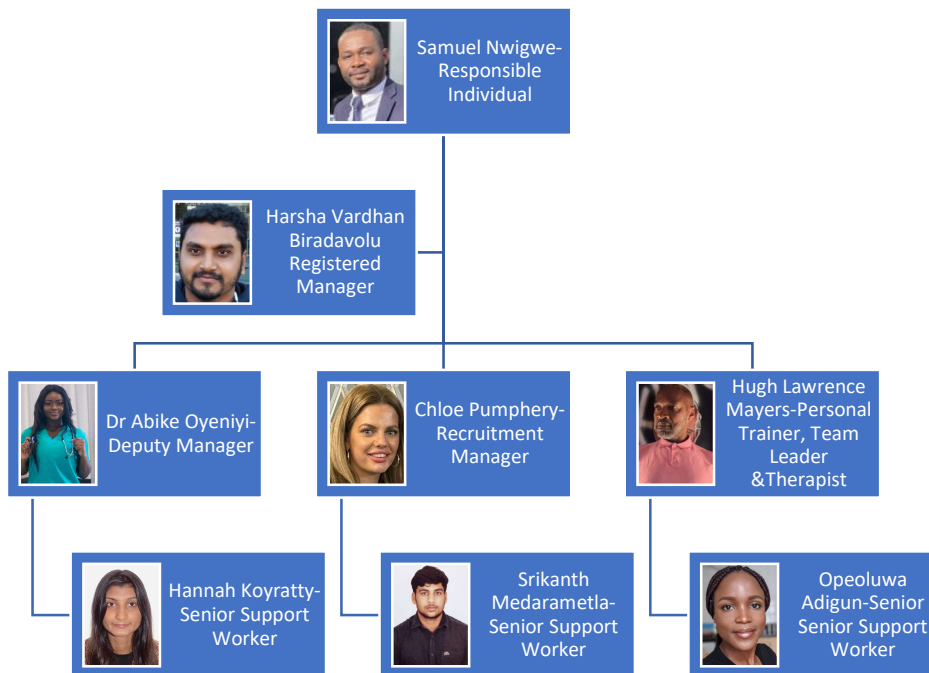 Samuel Nwigwe-
Responsible
Individual
Harsha Vardhan
Biradavolu
Registered
Manager
Dr Abike Oyeniyi-
Deputy Manager
Chloe Pumphery-
Recruitment
Manager
Hugh Lawrence
Mayers-Personal
Trainer, Team
Leader
&Therapist
Hannah Koyratty-
Senior Support
Worker
Srikanth
Medarametla-
Senior Support
Worker
Opeoluwa
Adigun-Senior
Senior Support
Worker